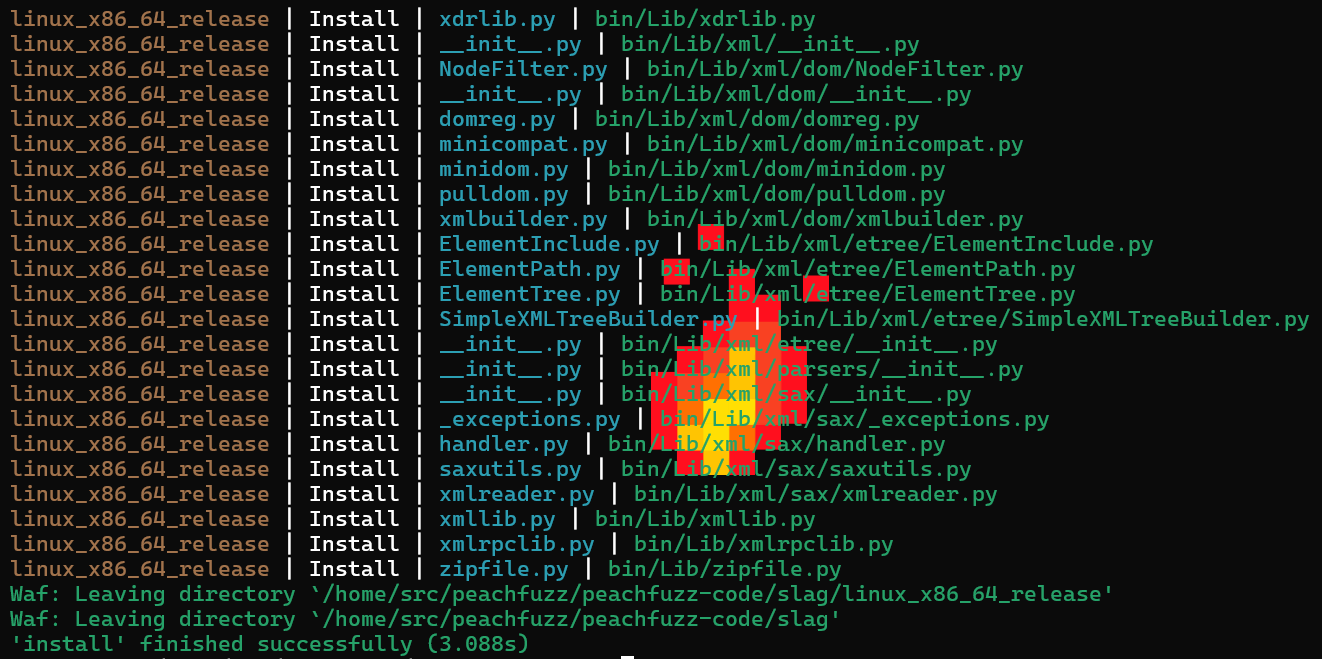 linux_x86_64_release | Install | xdrlib.py | bin/Lib/xdrlib.py
linux_x86_64_release | Install | __init__.py | bin/Lib/xml/__init__.py
linux_x86_64_release | Install | NodeFilter.py | bin/Lib/xml/dom/NodeFilter.py
linux_x86_64_release | Install | __init__.py | bin/Lib/xml/dom/__init__.py
linux_x86_64_release | Install | domreg.py | bin/Lib/xml/dom/domreg.py
linux_x86_64_release | Install | minicompat.py | bin/Lib/xml/dom/minicompat.py
linux_x86_64_release | Install | minidom.py | bin/Lib/xml/dom/minidom.py
linux_x86_64_release | Install | pulldom.py | bin/Lib/xml/dom/pulldom.py
linux_x86_64_release | Install | xmlbuilder.py | bin/Lib/xml/dom/xmlbuilder.py
linux_x86_64_release | Install | ElementInclude.py | bin/Lib/xml/etree/ElementInclude.py
linux_x86_64_release | Install | ElementPath.py | bin/Lib/xml/etree/ElementPath.py
linux_x86_64_release | Install | ElementTree.py | bin/Lib/xml/etree/ElementTree.py
linux_x86_64_release | Install | SimpleXMLTreeBuilder.py | bin/Lib/xml/etree/SimpleXMLTreeBuilder.py
linux_x86_64_release | Install | __init__.py | bin/Lib/xml/etree/__init__.py
linux_x86_64_release | Install | __init__.py | bin/Lib/xml/parsers/__init__.py
linux_x86_64_release | Install | __init__.py | bin/Lib/xml/sax/__init__.py
linux_x86_64_release | Install | _exceptions.py | bin/Lib/xml/sax/_exceptions.py
linux_x86_64_release | Install | handler.py | bin/Lib/xml/sax/handler.py
linux_x86_64_release | Install | saxutils.py | bin/Lib/xml/sax/saxutils.py
linux_x86_64_release | Install | xmlreader.py | bin/Lib/xml/sax/xmlreader.py
linux_x86_64_release | Install | xmllib.py | bin/Lib/xmllib.py
linux_x86_64_release | Install | xmlrpclib.py | bin/Lib/xmlrpclib.py
linux_x86_64_release | Install | zipfile.py | bin/Lib/zipfile.py
Waf: Leaving directory `/home/src/peachfuzz/peachfuzz-code/slag/linux_x86_64_release'
Waf: Leaving directory `/home/src/peachfuzz/peachfuzz-code/slag'
'install' finished successfully (3.088s)